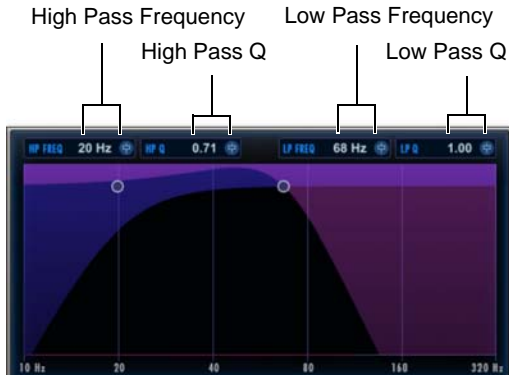 High Pass Frequency Low Pass Frequency
High Pass Q Low Pass Q
HP FREQ 20 Hz HP Q 0.71 LP FREQ 68 Hz LP Q 1.00
10 Hz 20 40 80 160 320 Hz